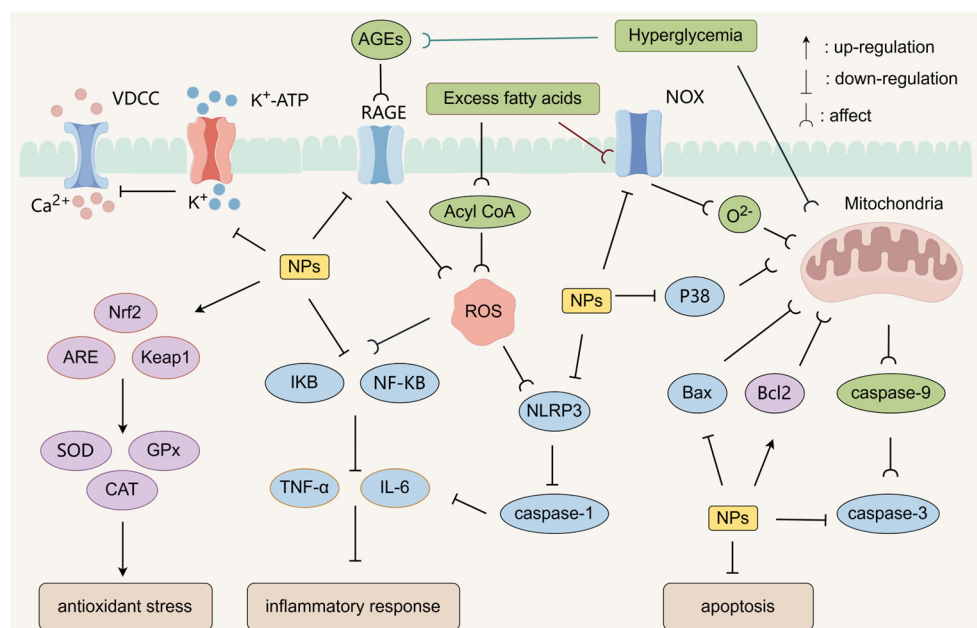 AGEs
Hyperglycemia
: up-regulation
VDCC
K⁺-ATP
RAGE
Excess fatty acids
NOX
: down-regulation
: affect
Ca²⁺
K⁺
Acyl CoA
O²⁻
Mitochondria
NPs
Nrf2
ROS
NPs
P38
ARE
Keap1
IKB
NF-KB
NLRP3
Bax
Bcl2
caspase-9
SOD
GPx
CAT
TNF-α
IL-6
caspase-1
NPs
caspase-3
antioxidant stress
inflammatory response
apoptosis